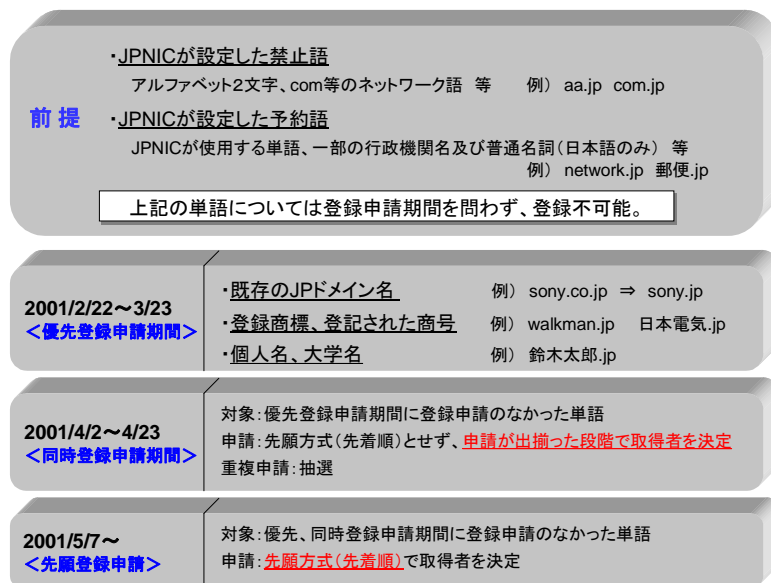 ・JPNICが設定した禁止語
アルファベット2文字、com等のネットワーク語 等 例） aa.jp com.jp
前 提
・JPNICが設定した予約語
JPNICが使用する単語、一部の行政機関名及び普通名詞（日本語のみ） 等
例） network.jp 郵便.jp
上記の単語については登録申請期間を問わず、登録不可能。
2001/2/22～3/23
＜優先登録申請期間＞
・既存のJPドメイン名 例） sony.co.jp ⇒ sony.jp
・登録商標、登記された商号 例） walkman.jp 日本電気.jp
・個人名、大学名 例） 鈴木太郎.jp
2001/4/2～4/23
＜同時登録申請期間＞
対象：優先登録申請期間に登録申請のなかった単語
申請：先願方式（先着順）とせず、申請が出揃った段階で取得者を決定
重複申請：抽選
2001/5/7～
＜先願登録申請＞
対象：優先、同時登録申請期間に登録申請のなかった単語
申請：先願方式（先着順）で取得者を決定